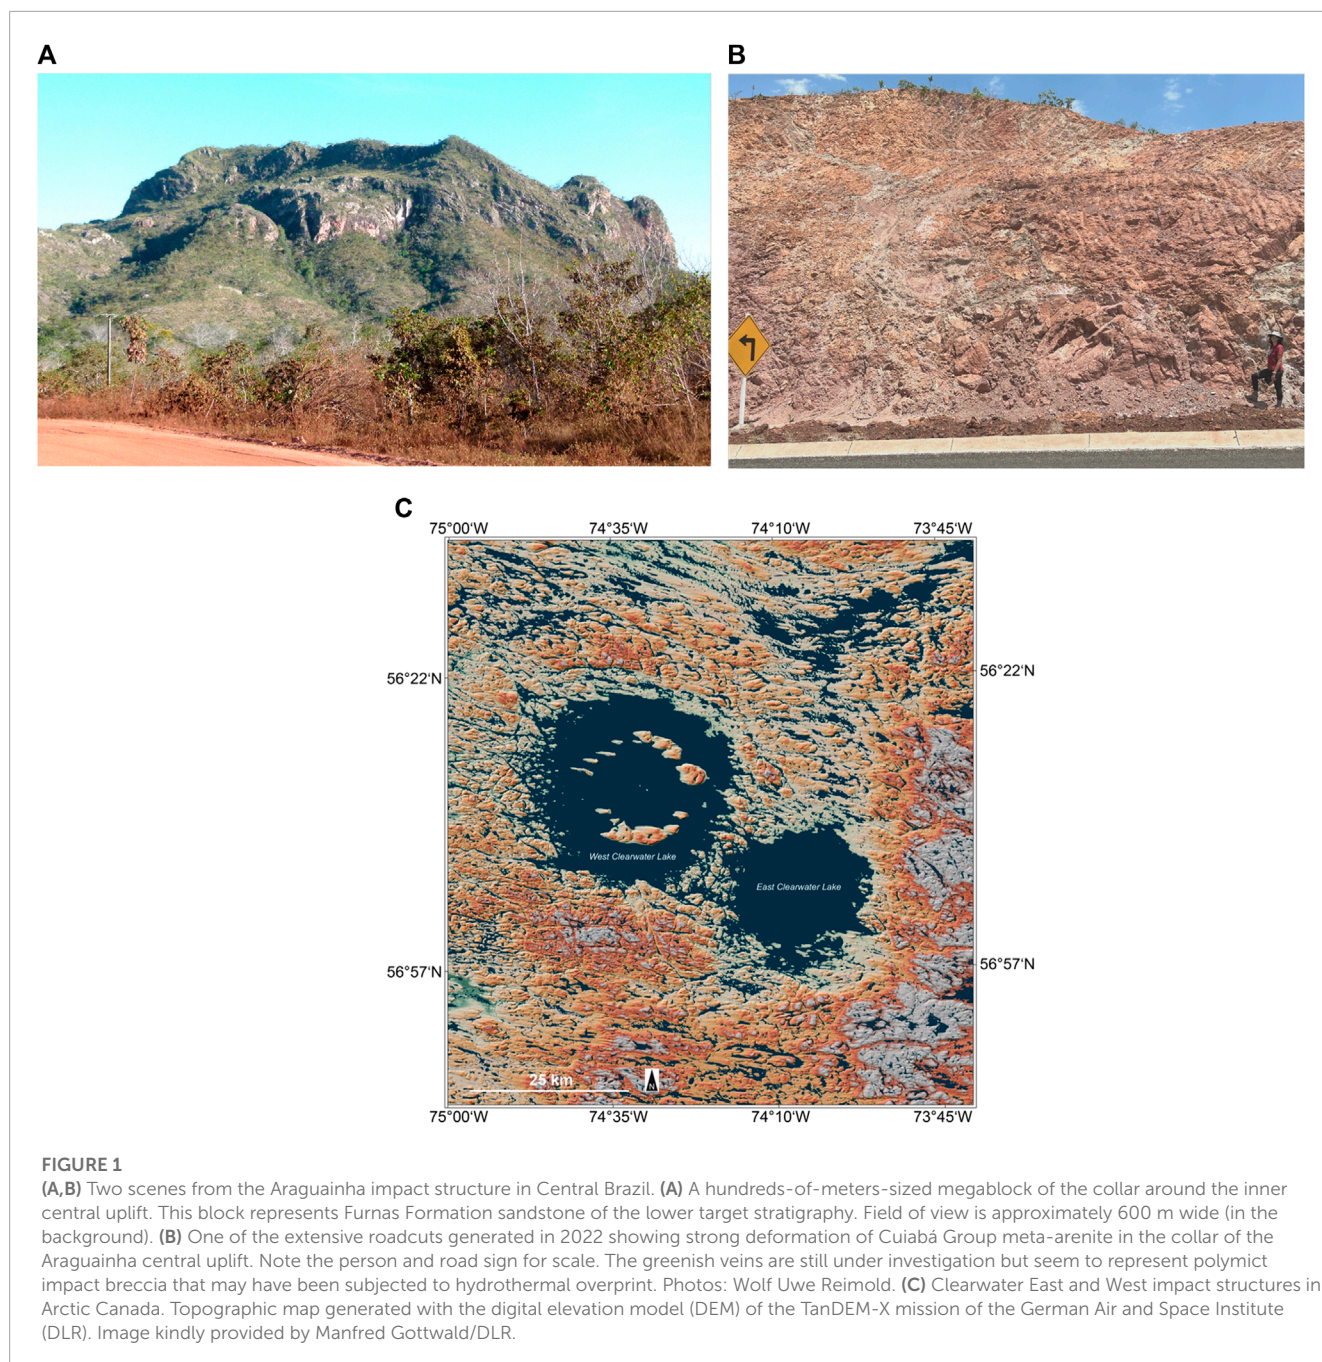 A
B
C
75°00'W 74°35'W 74°10'W 73°45'W
56°22'N 56°22'N
West Clearwater Lake
East Clearwater Lake
56°57'N 56°57'N
25 km
N
75°00'W 74°35'W 74°10'W 73°45'W
FIGURE 1
(A,B) Two scenes from the Araguainha impact structure in Central Brazil. (A) A hundreds-of-meters-sized megablock of the collar around the inner
central uplift. This block represents Furnas Formation sandstone of the lower target stratigraphy. Field of view is approximately 600 m wide (in the
background). (B) One of the extensive roadcuts generated in 2022 showing strong deformation of Cuiabá Group meta-arenite in the collar of the
Araguainha central uplift. Note the person and road sign for scale. The greenish veins are still under investigation but seem to represent polymict
impact breccia that may have been subjected to hydrothermal overprint. Photos: Wolf Uwe Reimold. (C) Clearwater East and West impact structures in
Arctic Canada. Topographic map generated with the digital elevation model (DEM) of the TanDEM-X mission of the German Air and Space Institute
(DLR). Image kindly provided by Manfred Gottwald/DLR.